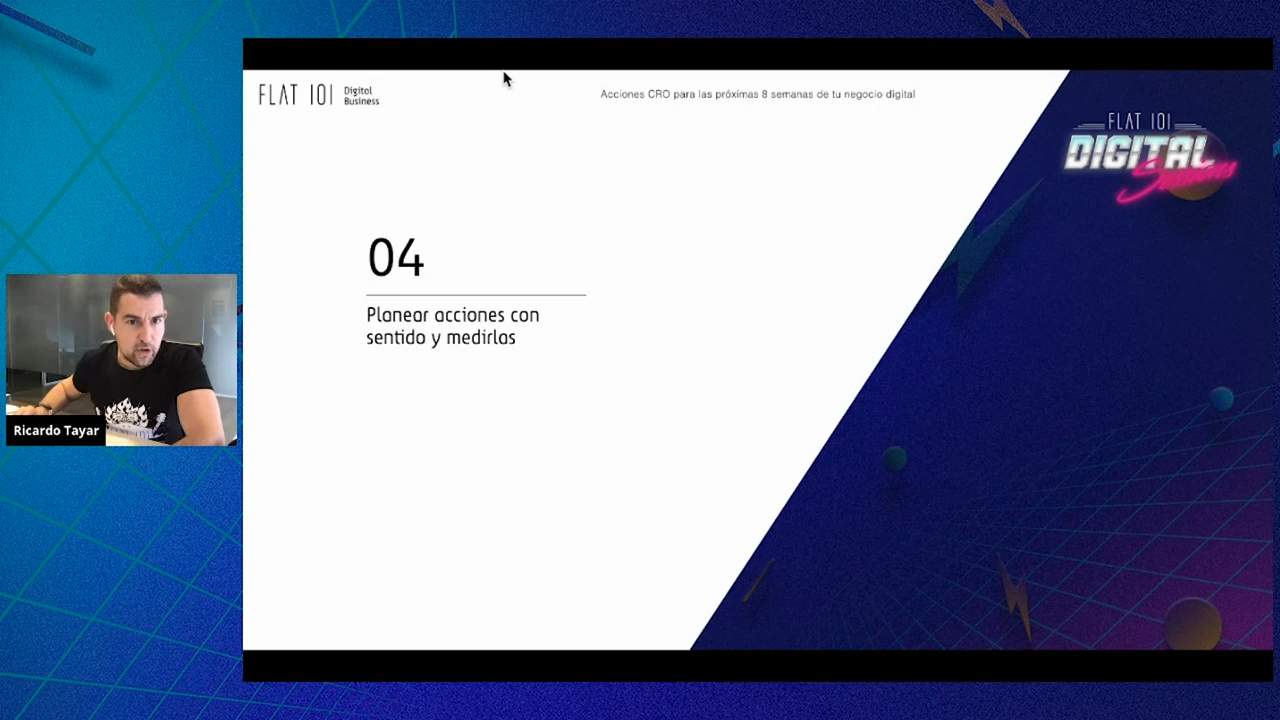 FLAT 101 Digital Business
Acciones CRO para las próximas 8 semanas de tu negocio digital
FLAT 101
DIGITAL
Sessions
04
Planear acciones con
sentido y medirlas
Ricardo Tayar